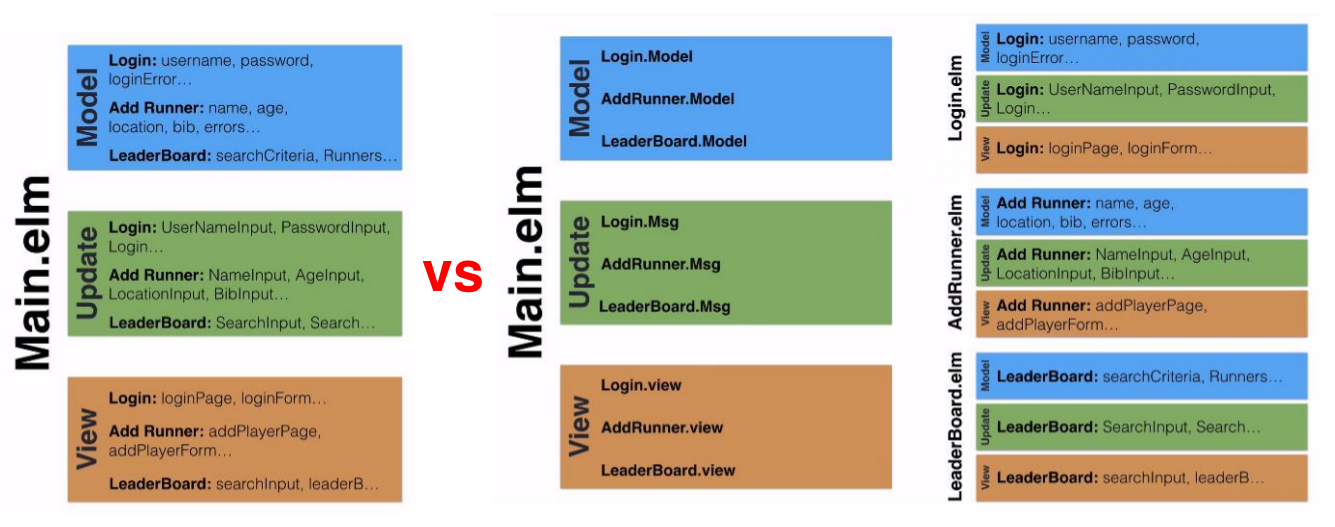 Main.elm
Model
Login: username, password,
loginError…
Add Runner: name, age,
location, bib, errors…
LeaderBoard: searchCriteria, Runners…
Update
Login: UserNameInput, PasswordInput,
Login…
Add Runner: NameInput, AgeInput,
LocationInput, BibInput…
LeaderBoard: SearchInput, Search…
View
Login: loginPage, loginForm…
Add Runner: addPlayerPage,
addPlayerForm…
LeaderBoard: searchInput, leaderB…
vs
Main.elm
Model
Login.Model
AddRunner.Model
LeaderBoard.Model
Update
Login.Msg
AddRunner.Msg
LeaderBoard.Msg
View
Login.view
AddRunner.view
LeaderBoard.view
Login.elm
Model
Login: username, password,
loginError…
Update
Login: UserNameInput, PasswordInput,
Login…
View
Login: loginPage, loginForm…
AddRunner.elm
Model
Add Runner: name, age,
location, bib, errors…
Update
Add Runner: NameInput, AgeInput,
LocationInput, BibInput…
View
Add Runner: addPlayerPage,
addPlayerForm…
LeaderBoard.elm
Model
LeaderBoard: searchCriteria, Runners…
Update
LeaderBoard: SearchInput, Search…
View
LeaderBoard: searchInput, leaderB…